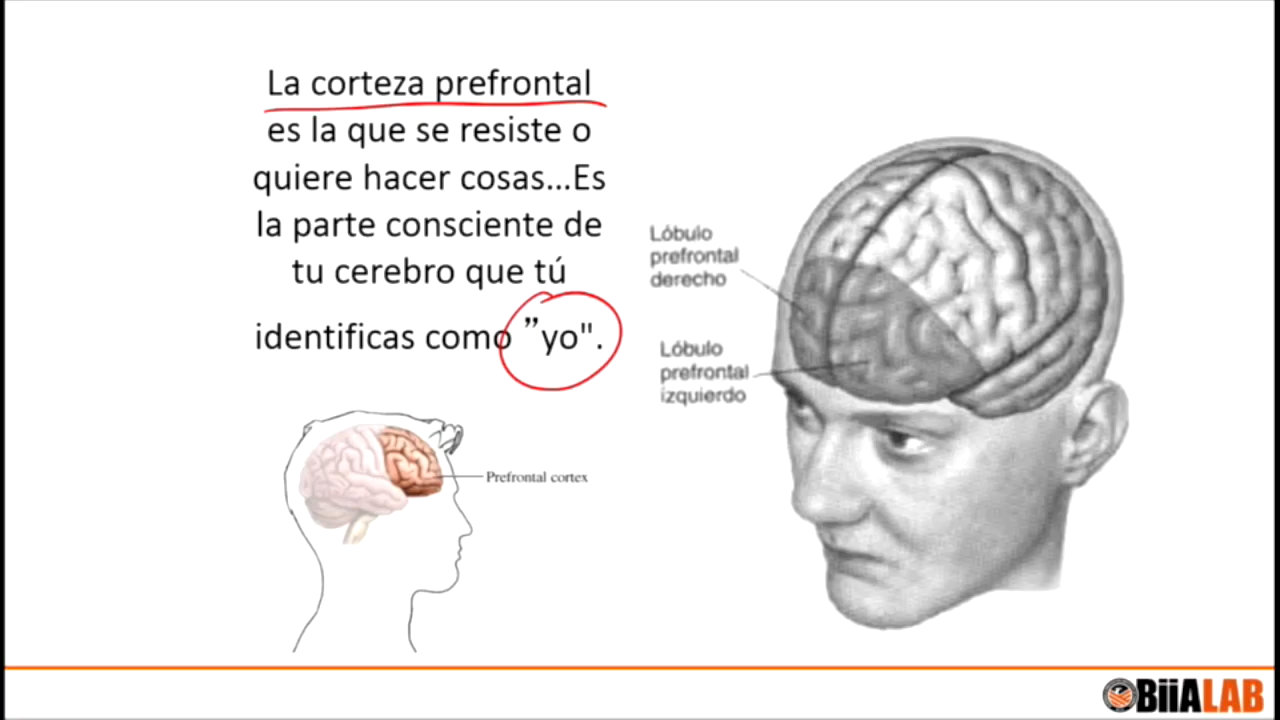 La corteza prefrontal
es la que se resiste o
quiere hacer cosas...Es
la parte consciente de
tu cerebro que tú
identificas como ”yo".
Lóbulo
prefrontal
derecho
Lóbulo
prefrontal
izquierdo
Prefrontal cortex
BiiALAB